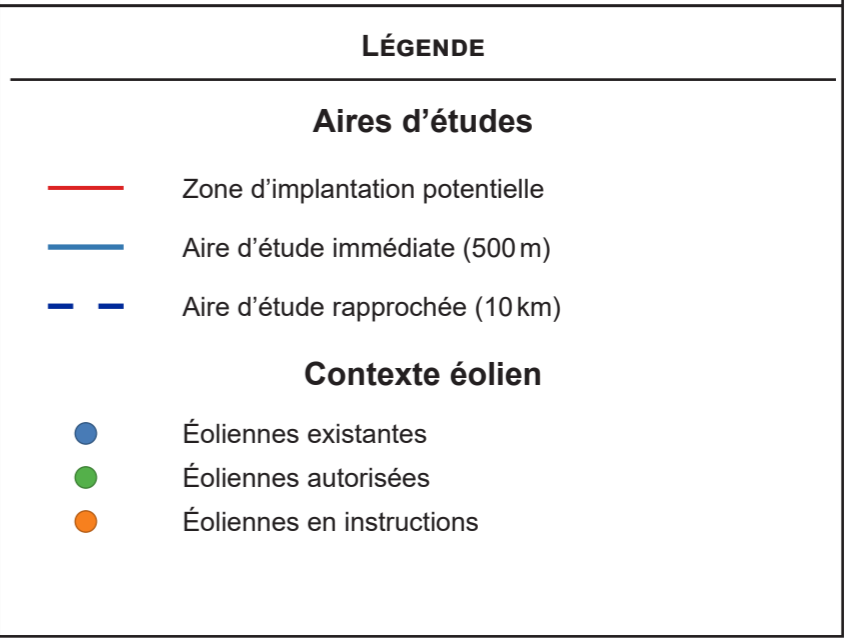 LÉGENDE
Aires d’études
Zone d’implantation potentielle
Aire d’étude immédiate (500 m)
Aire d’étude rapprochée (10 km)
Contexte éolien
Éoliennes existantes
Éoliennes autorisées
Éoliennes en instructions